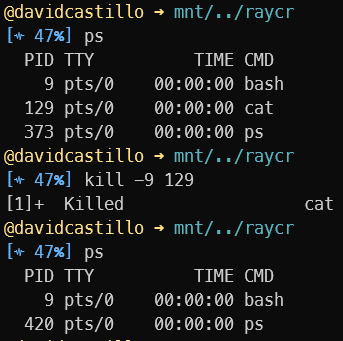 @davidcastillo → mnt/../raycr
[ 47%] ps
  PID TTY          TIME CMD
    9 pts/0    00:00:00 bash
  129 pts/0    00:00:00 cat
  373 pts/0    00:00:00 ps
@davidcastillo → mnt/../raycr
[ 47%] kill -9 129
[1]+  Killed                  cat
@davidcastillo → mnt/../raycr
[ 47%] ps
  PID TTY          TIME CMD
    9 pts/0    00:00:00 bash
  420 pts/0    00:00:00 ps